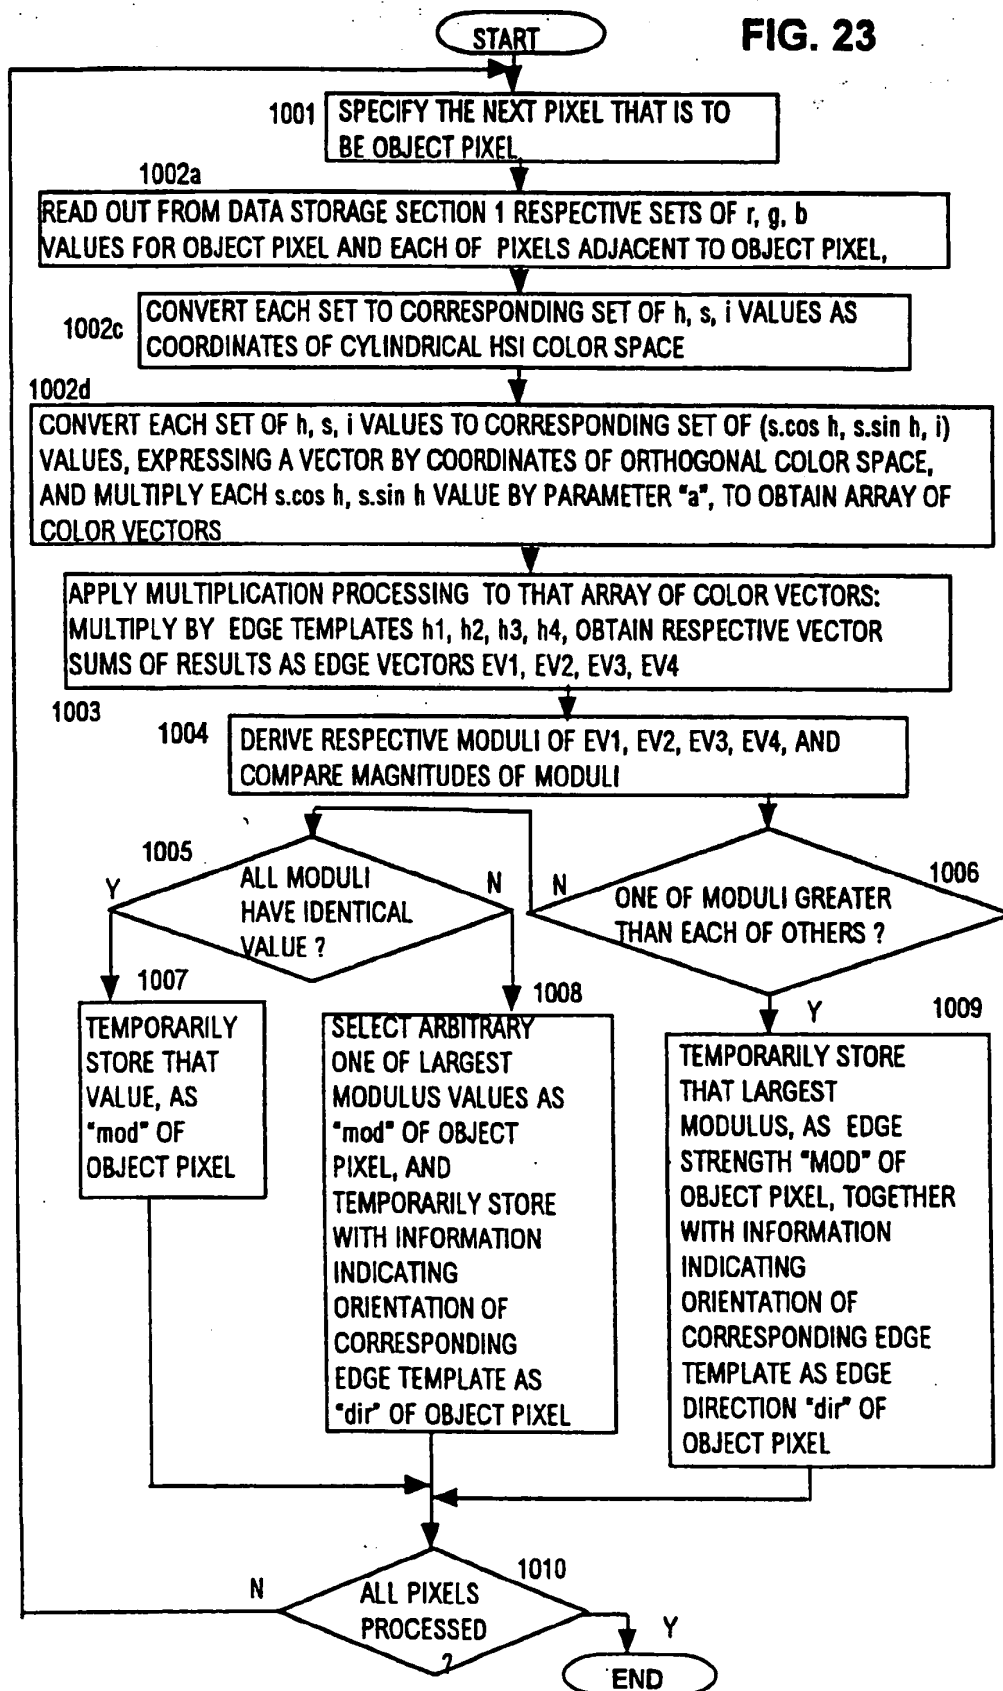 FIG. 23
START
1001
SPECIFY THE NEXT PIXEL THAT IS TO
BE OBJECT PIXEL
1002a
READ OUT FROM DATA STORAGE SECTION 1 RESPECTIVE SETS OF r, g, b
VALUES FOR OBJECT PIXEL AND EACH OF PIXELS ADJACENT TO OBJECT PIXEL,
1002c
CONVERT EACH SET TO CORRESPONDING SET OF h, s, i VALUES AS
COORDINATES OF CYLINDRICAL HSI COLOR SPACE
1002d
CONVERT EACH SET OF h, s, i VALUES TO CORRESPONDING SET OF (s.cos h, s.sin h, i)
VALUES, EXPRESSING A VECTOR BY COORDINATES OF ORTHOGONAL COLOR SPACE,
AND MULTIPLY EACH s.cos h, s.sin h VALUE BY PARAMETER "a", TO OBTAIN ARRAY OF
COLOR VECTORS
APPLY MULTIPLICATION PROCESSING TO THAT ARRAY OF COLOR VECTORS:
MULTIPLY BY EDGE TEMPLATES h1, h2, h3, h4, OBTAIN RESPECTIVE VECTOR
SUMS OF RESULTS AS EDGE VECTORS EV1, EV2, EV3, EV4
1003
1004
DERIVE RESPECTIVE MODULI OF EV1, EV2, EV3, EV4, AND
COMPARE MAGNITUDES OF MODULI
1005
ALL MODULI
HAVE IDENTICAL
VALUE ?
Y
N
1006
ONE OF MODULI GREATER
THAN EACH OF OTHERS ?
N
Y
1007
TEMPORARILY
STORE THAT
VALUE, AS
"mod" OF
OBJECT PIXEL
1008
SELECT ARBITRARY
ONE OF LARGEST
MODULUS VALUES AS
"mod" OF OBJECT
PIXEL, AND
TEMPORARILY STORE
WITH INFORMATION
INDICATING
ORIENTATION OF
CORRESPONDING
EDGE TEMPLATE AS
"dir" OF OBJECT PIXEL
1009
TEMPORARILY STORE
THAT LARGEST
MODULUS, AS EDGE
STRENGTH "MOD" OF
OBJECT PIXEL, TOGETHER
WITH INFORMATION
INDICATING
ORIENTATION OF
CORRESPONDING EDGE
TEMPLATE AS EDGE
DIRECTION "dir" OF
OBJECT PIXEL
1010
ALL PIXELS
PROCESSED
?
N
Y
END